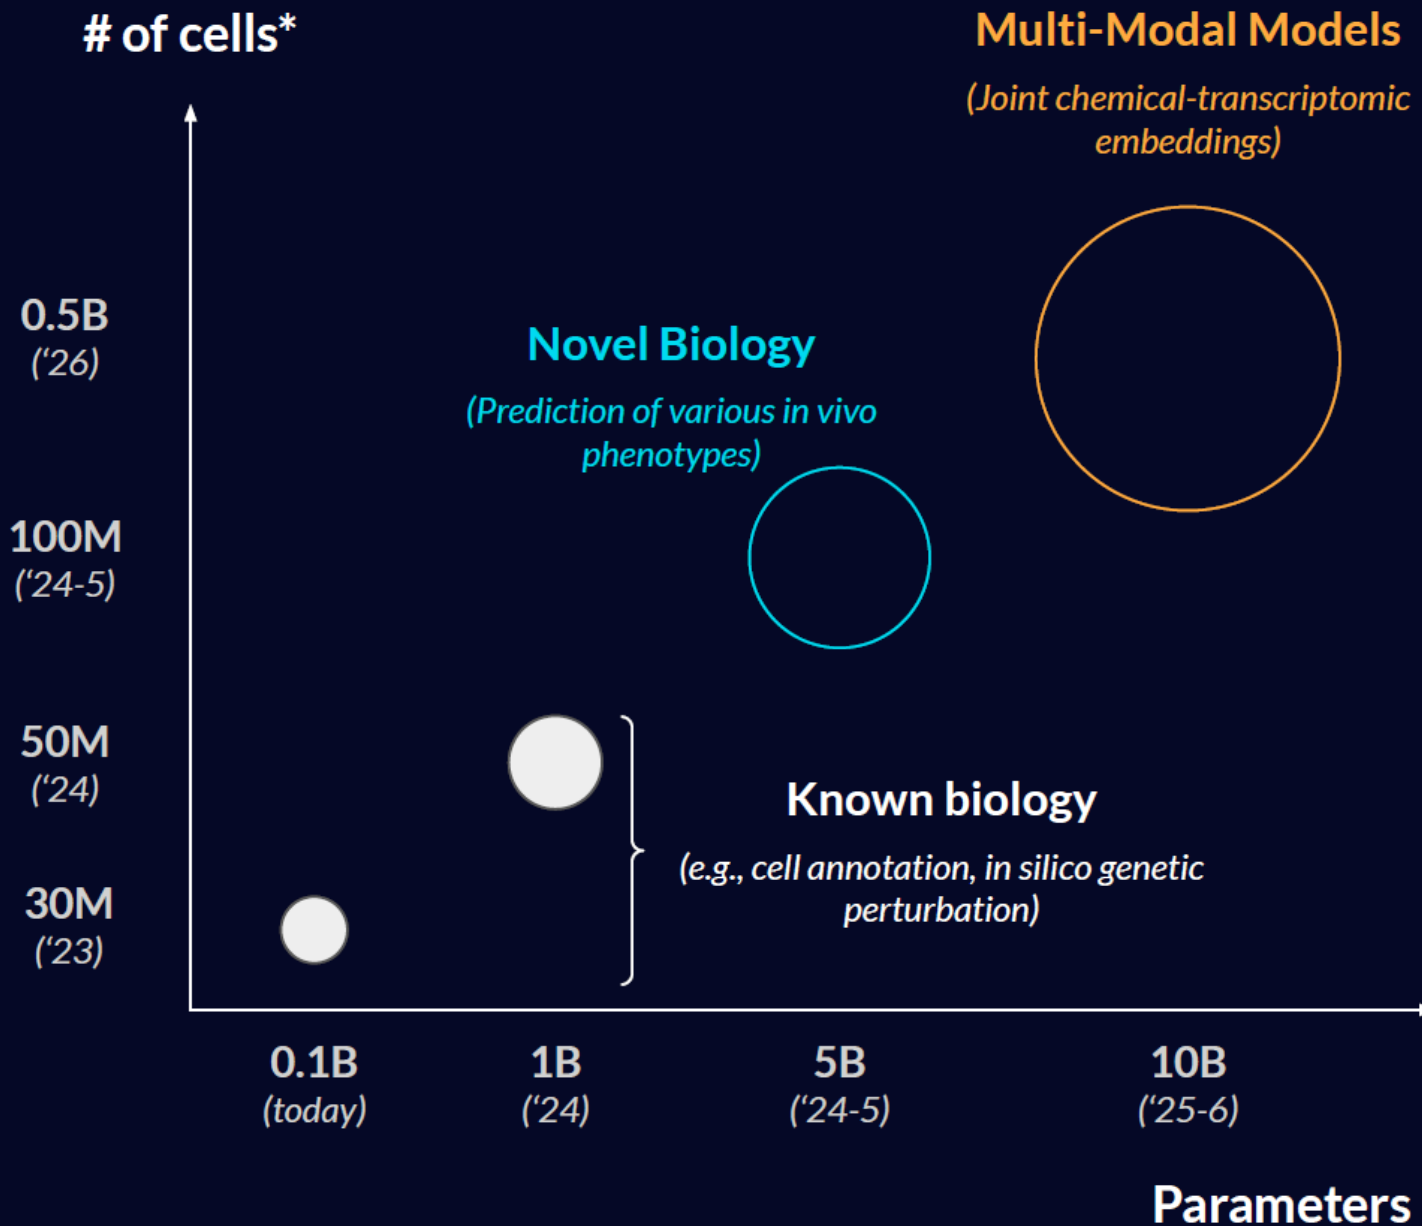 # of cells*
Multi-Modal Models
(Joint chemical-transcriptomic
embeddings)
0.5B
(‘26)
Novel Biology
(Prediction of various in vivo
phenotypes)
100M
(‘24-5)
50M
(‘24)
Known biology
(e.g., cell annotation, in silico genetic
perturbation)
30M
(‘23)
0.1B
(today)
1B
(‘24)
5B
(‘24-5)
10B
(‘25-6)
Parameters